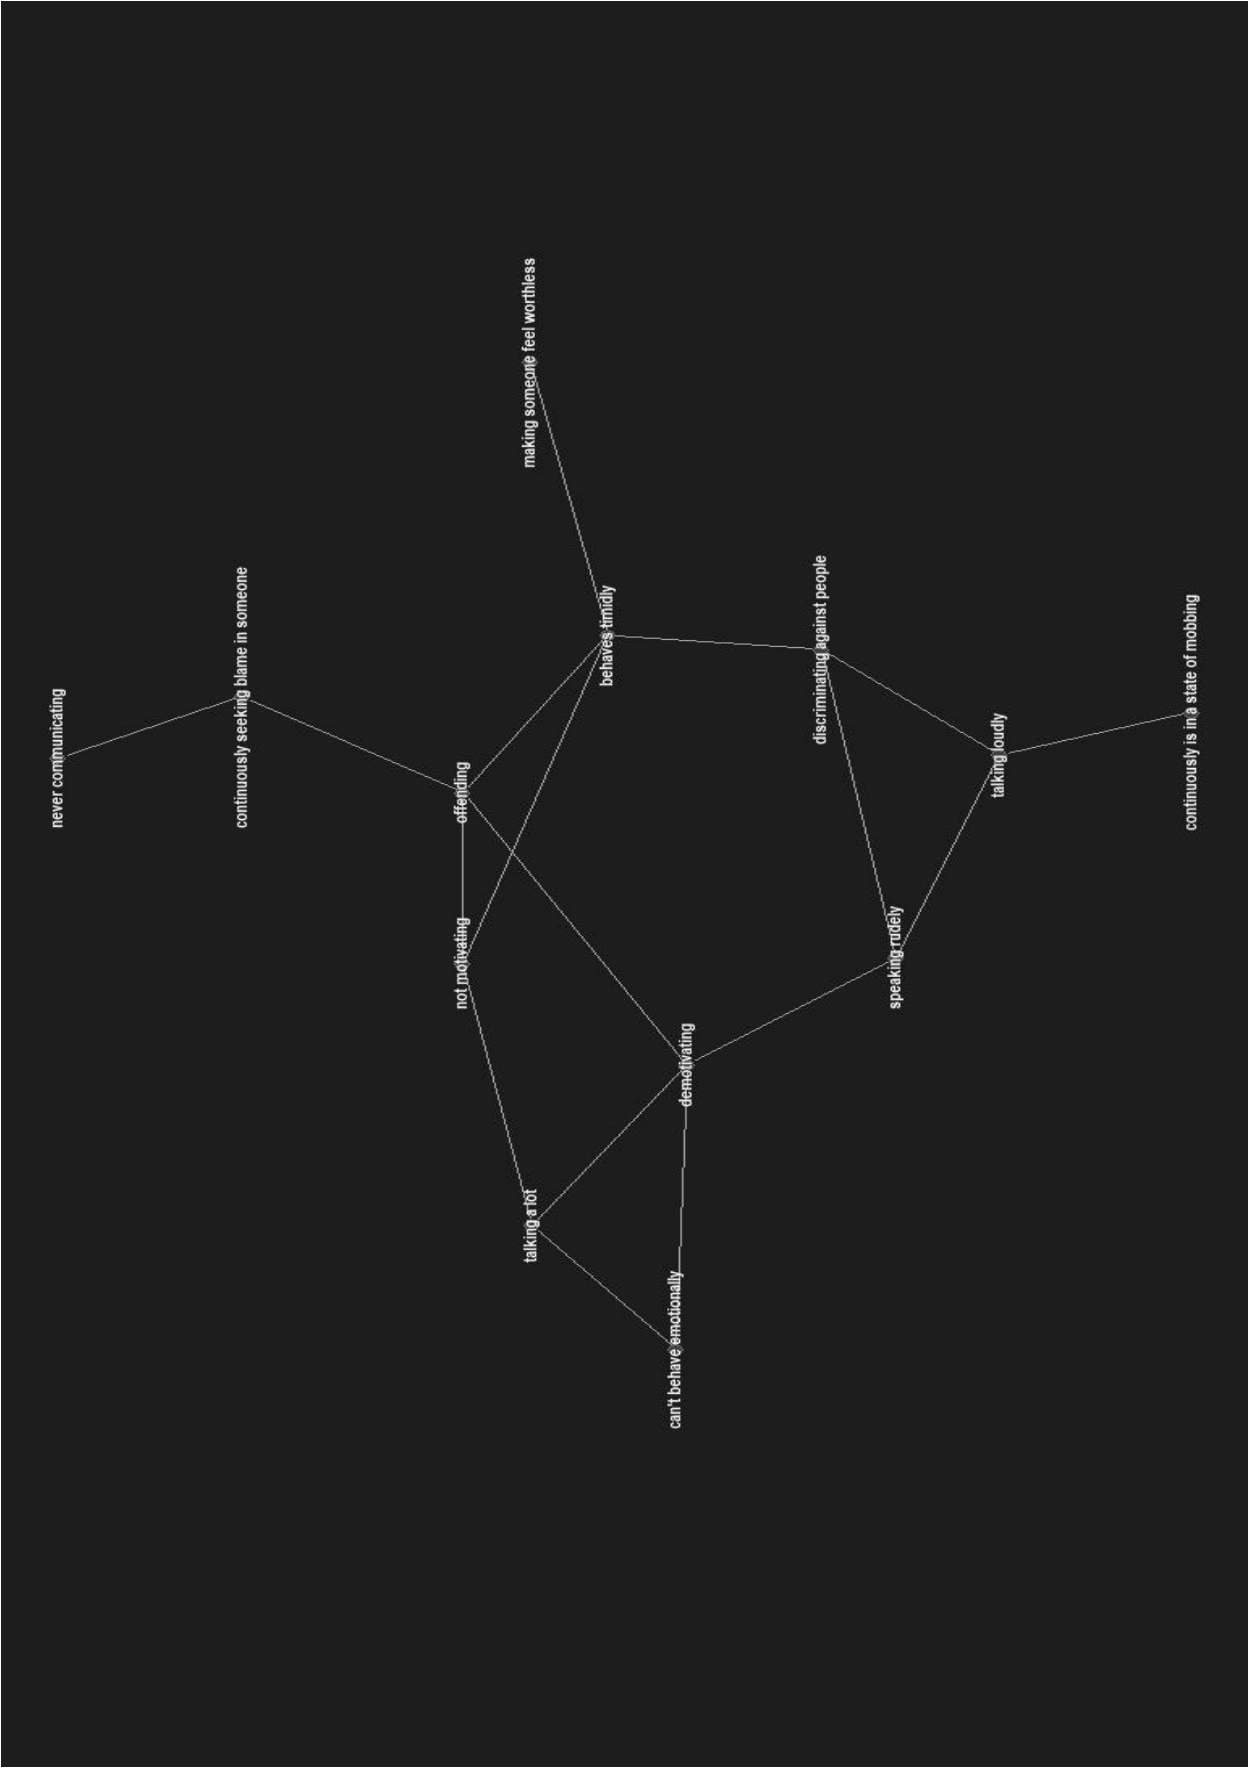 never communicating
continuously seeking blame in someone
offending
not motivating
making someone feel worthless
talking a lot
behaves timidly
can't behave emotionally
demotivating
discriminating against people
speaking rudely
talking loudly
continuously is in a state of mobbing